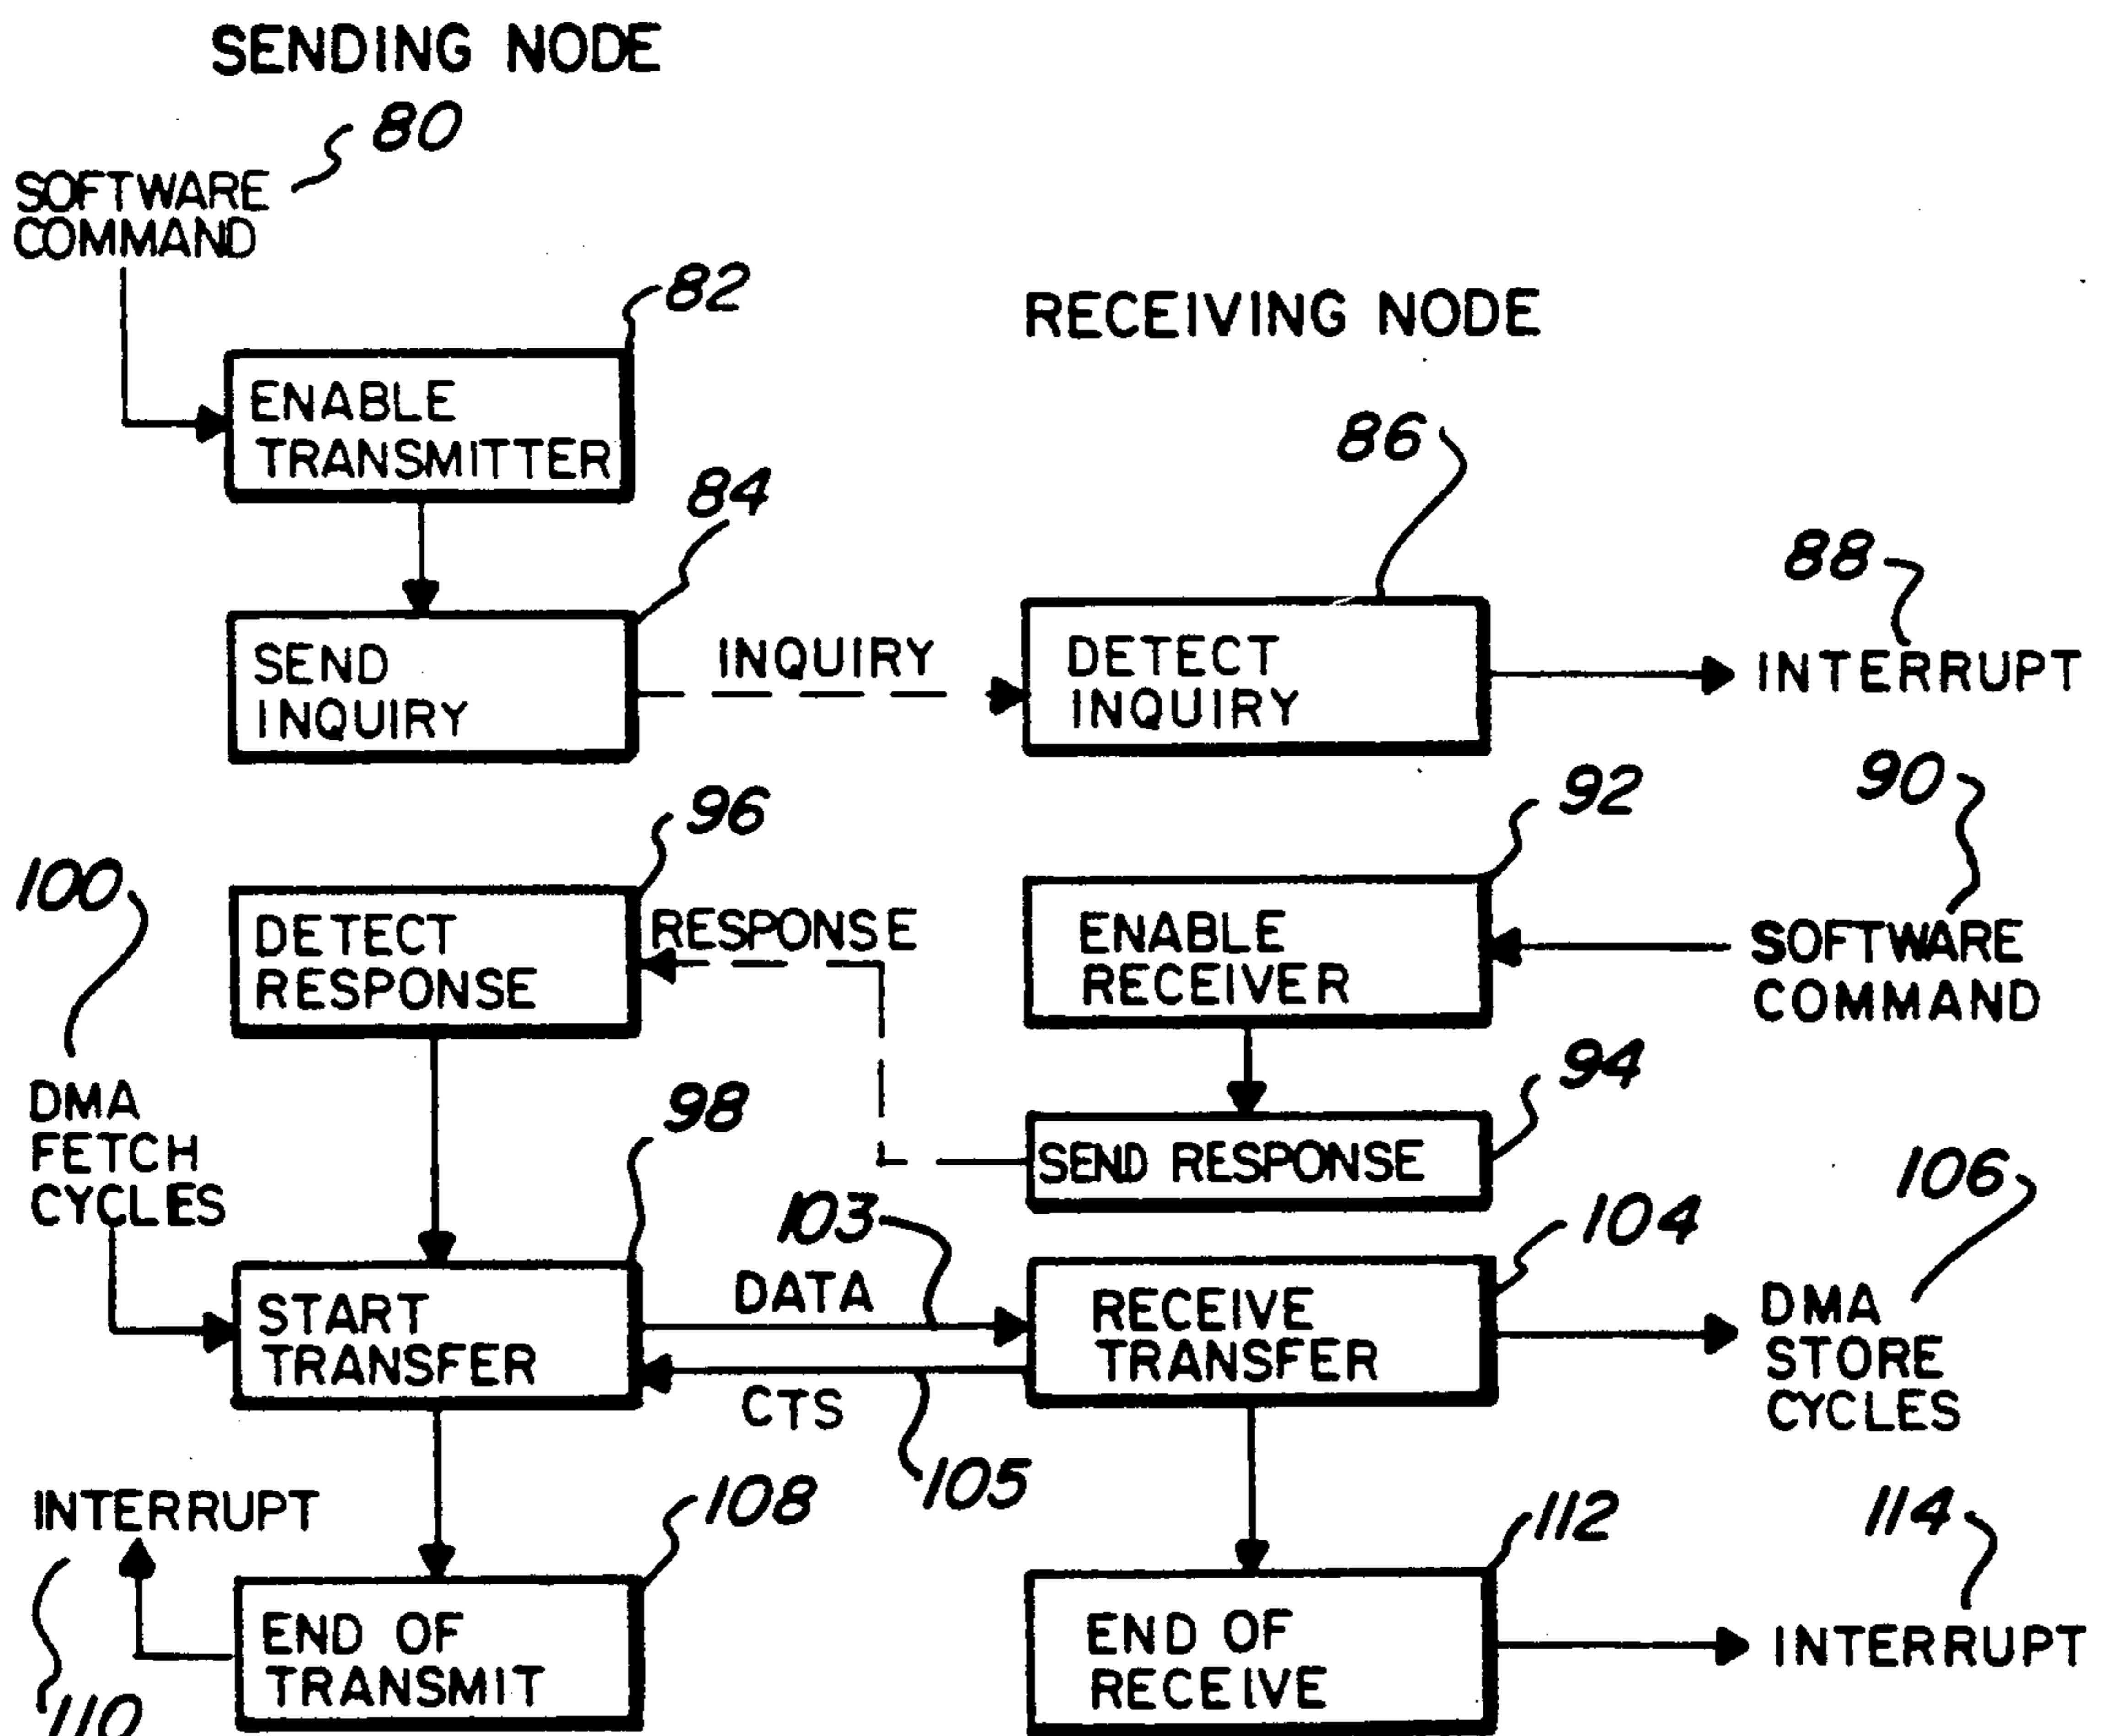 SENDING NODE
80
SOFTWARE
COMMAND
82
RECEIVING NODE
ENABLE
TRANSMITTER
86
84
88
SEND
INQUIRY
INQUIRY
DETECT
INQUIRY
INTERRUPT
90
92
96
100
DETECT
RESPONSE
RESPONSE
ENABLE
RECEIVER
SOFTWARE
COMMAND
94
DMA
FETCH
CYCLES
98
SEND RESPONSE
106
103
104
START
TRANSFER
DATA
CTS
RECEIVE
TRANSFER
DMA
STORE
CYCLES
105
INTERRUPT
108
112
114
END OF
TRANSMIT
END OF
RECEIVE
INTERRUPT
110